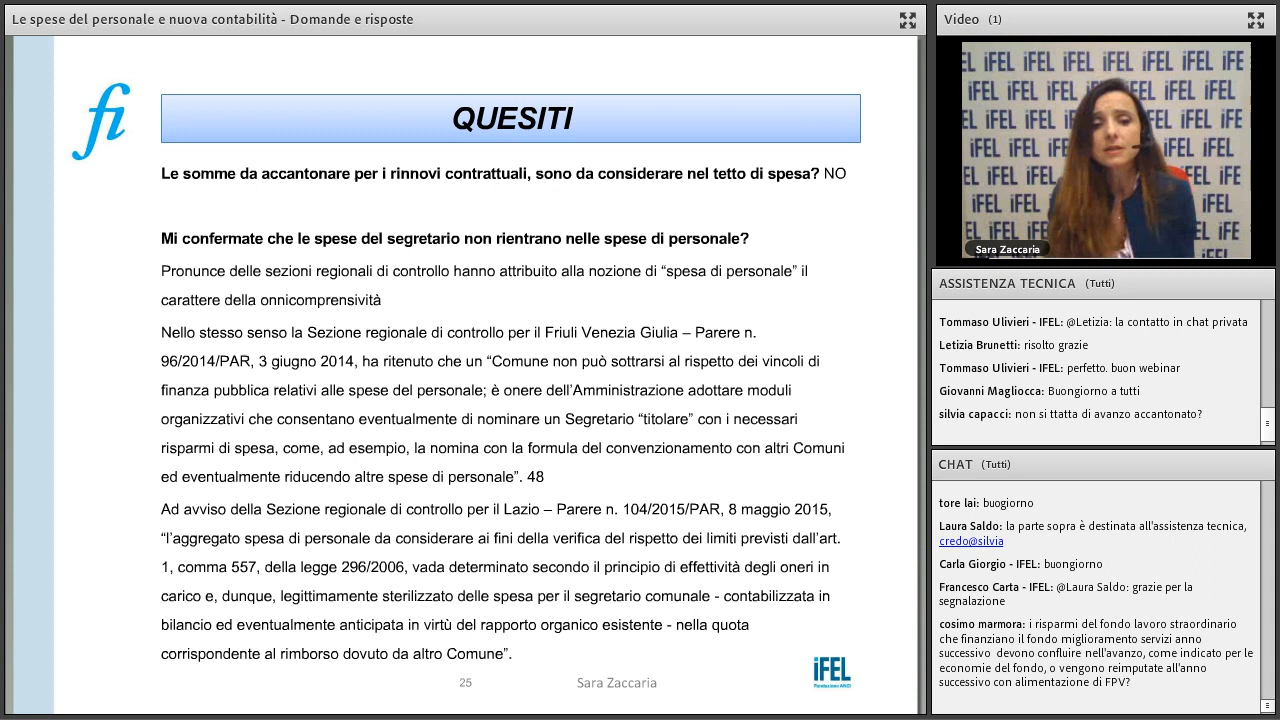 Le spese del personale e nuova contabilità - Domande e risposte
fi
QUESITI
Le somme da accantonare per i rinnovi contrattuali, sono da considerare nel tetto di spesa? NO
Mi confermate che le spese del segretario non rientrano nelle spese di personale?
Pronunce delle sezioni regionali di controllo hanno attribuito alla nozione di “spesa di personale” il
carattere della onnicomprensività
Nello stesso senso la Sezione regionale di controllo per il Friuli Venezia Giulia – Parere n.
96/2014/PAR, 3 giugno 2014, ha ritenuto che un “Comune non può sottrarsi al rispetto dei vincoli di
finanza pubblica relativi alle spese del personale; è onere dell’Amministrazione adottare moduli
organizzativi che consentano eventualmente di nominare un Segretario “titolare” con i necessari
risparmi di spesa, come, ad esempio, la nomina con la formula del convenzionamento con altri Comuni
ed eventualmente riducendo altre spese di personale”. 48
Ad avviso della Sezione regionale di controllo per il Lazio – Parere n. 104/2015/PAR, 8 maggio 2015,
“l’aggregato spesa di personale da considerare ai fini della verifica del rispetto dei limiti previsti dall’art.
1, comma 557, della legge 296/2006, vada determinato secondo il principio di effettività degli oneri in
carico e, dunque, legittimamente sterilizzato delle spesa per il segretario comunale - contabilizzata in
bilancio ed eventualmente anticipata in virtù del rapporto organico esistente - nella quota
corrispondente al rimborso dovuto da altro Comune”.
25
Sara Zaccaria
iFEL
Fondazione ANCI
Video (1)
iFEL iFEL iFEL iFEL iFEL
Sara Zaccaria
ASSISTENZA TECNICA (Tutti)
Tommaso Ulivieri - IFEL: @Letizia: la contatto in chat privata
Letizia Brunetti: risolto grazie
Tommaso Ulivieri - IFEL: perfetto. buon webinar
Giovanni Magliocca: Buongiorno a tutti
silvia capacci: non si ttatta di avanzo accantonato?
CHAT (Tutti)
tore lai: buogiorno
Laura Saldo: la parte sopra è destinata all'assistenza tecnica,
credo@silvia
Carla Giorgio - IFEL: buongiorno
Francesco Carta - IFEL: @Laura Saldo: grazie per la
segnalazione
cosimo marmora: i risparmi del fondo lavoro straordinario
che finanziano il fondo miglioramento servizi anno
successivo devono confluire nell'avanzo, come indicato per le
economie del fondo, o vengono reimputate all'anno
successivo con alimentazione di FPV?